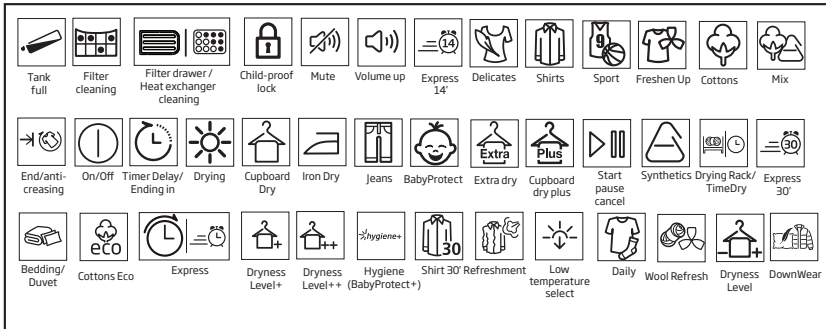 14
9
Tank full
Filter cleaning
Filter drawer / Heat exchanger cleaning
Child-proof lock
Mute
Volume up
Express 14'
Delicates
Shirts
Sport
Freshen Up
Cottons
Mix
Extra
Plus
30
End/anti-creasing
On/Off
Timer Delay/ Ending in
Drying
Cupboard Dry
Iron Dry
Jeans
BabyProtect
Extra dry
Cupboard dry plus
Start pause cancel
Synthetics
Drying Rack/ TimeDry
Express 30'
eco
+
++
hygiene+
30
- +
Bedding/ Duvet
Cottons Eco
Express
Dryness Level+
Dryness Level++
Hygiene (BabyProtect+)
Shirt 30'
Refreshment
Low temperature select
Daily
Wool Refresh
Dryness Level
DownWear